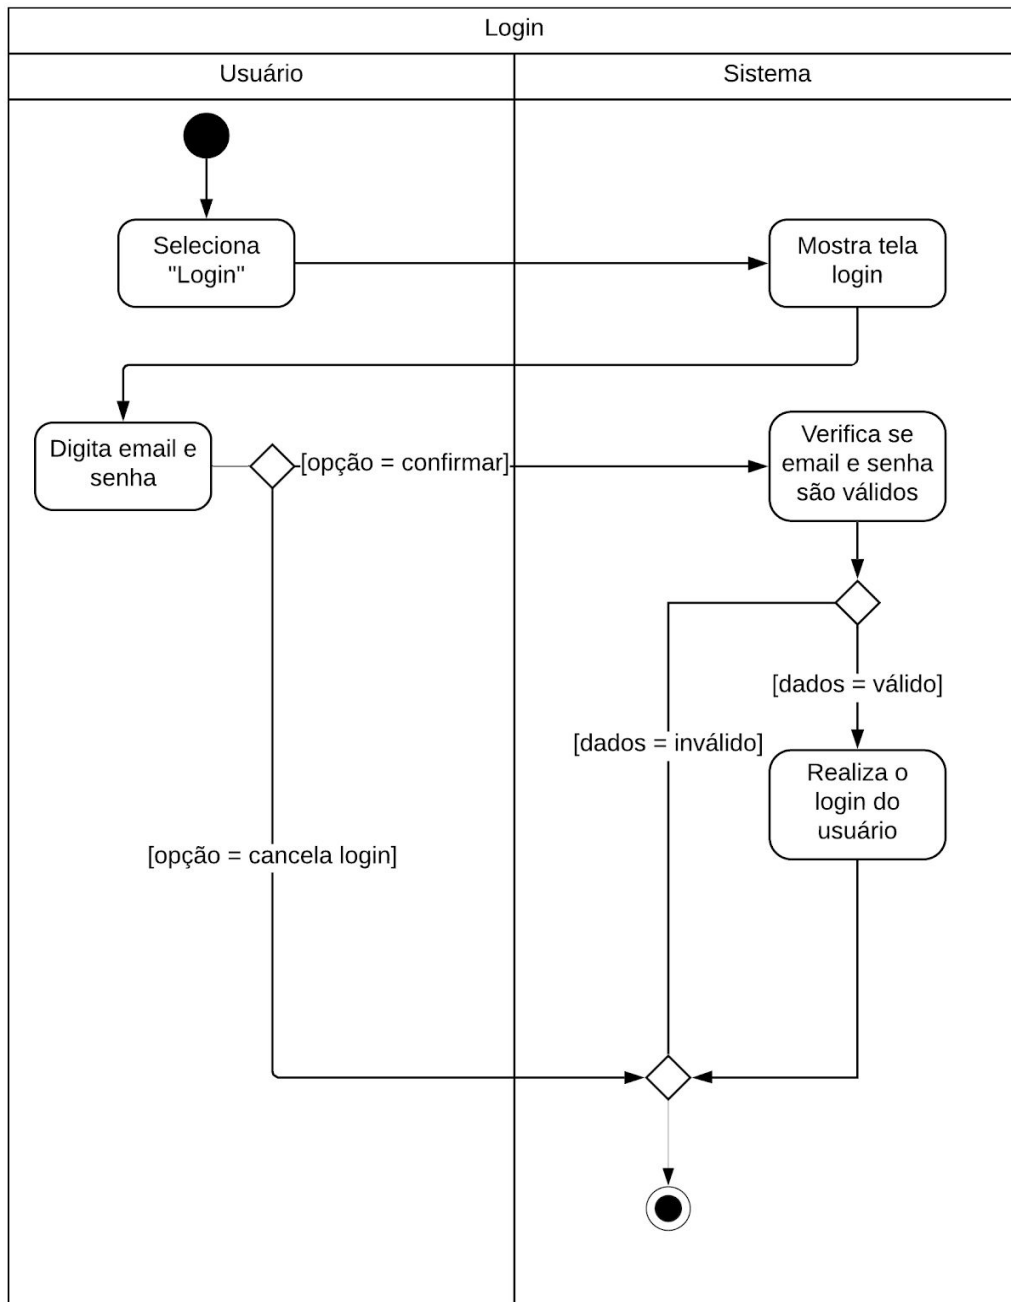 Login
Usuário
Sistema
Seleciona
"Login"
Mostra tela
login
Digita email e
senha
[opção = confirmar]
Verifica se
email e senha
são válidos
[dados = válido]
[dados = inválido]
Realiza o
login do
usuário
[opção = cancela login]